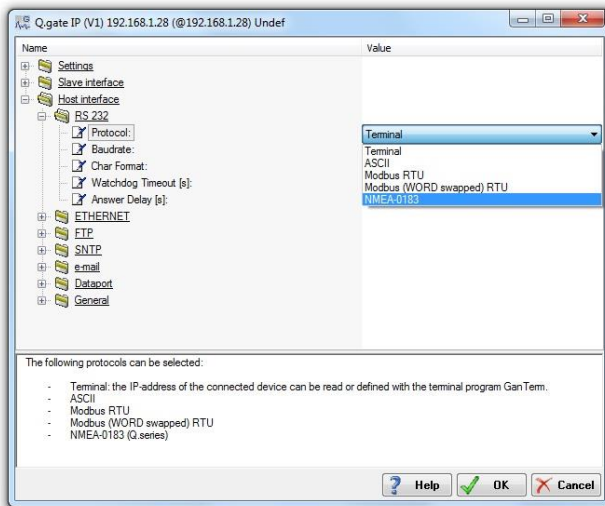 Q.gate IP (V1) 192.168.1.28 (@192.168.1.28) Undef
Name Value
Settings
Slave interface
Host interface
RS 232
Protocol: Terminal
Baudrate: Terminal
Char Format: ASCII
Watchdog Timeout [s]: Modbus RTU
Answer Delay [s]: Modbus (WORD swapped) RTU
NMEA-0183
ETHERNET
FTP
SNTP
e-mail
Dataport
General
The following protocols can be selected:
- Terminal: the IP-address of the connected device can be read or defined with the terminal program GanTerm.
- ASCII
- Modbus RTU
- Modbus (WORD swapped) RTU
- NMEA-0183 (Q.series)
? Help OK Cancel